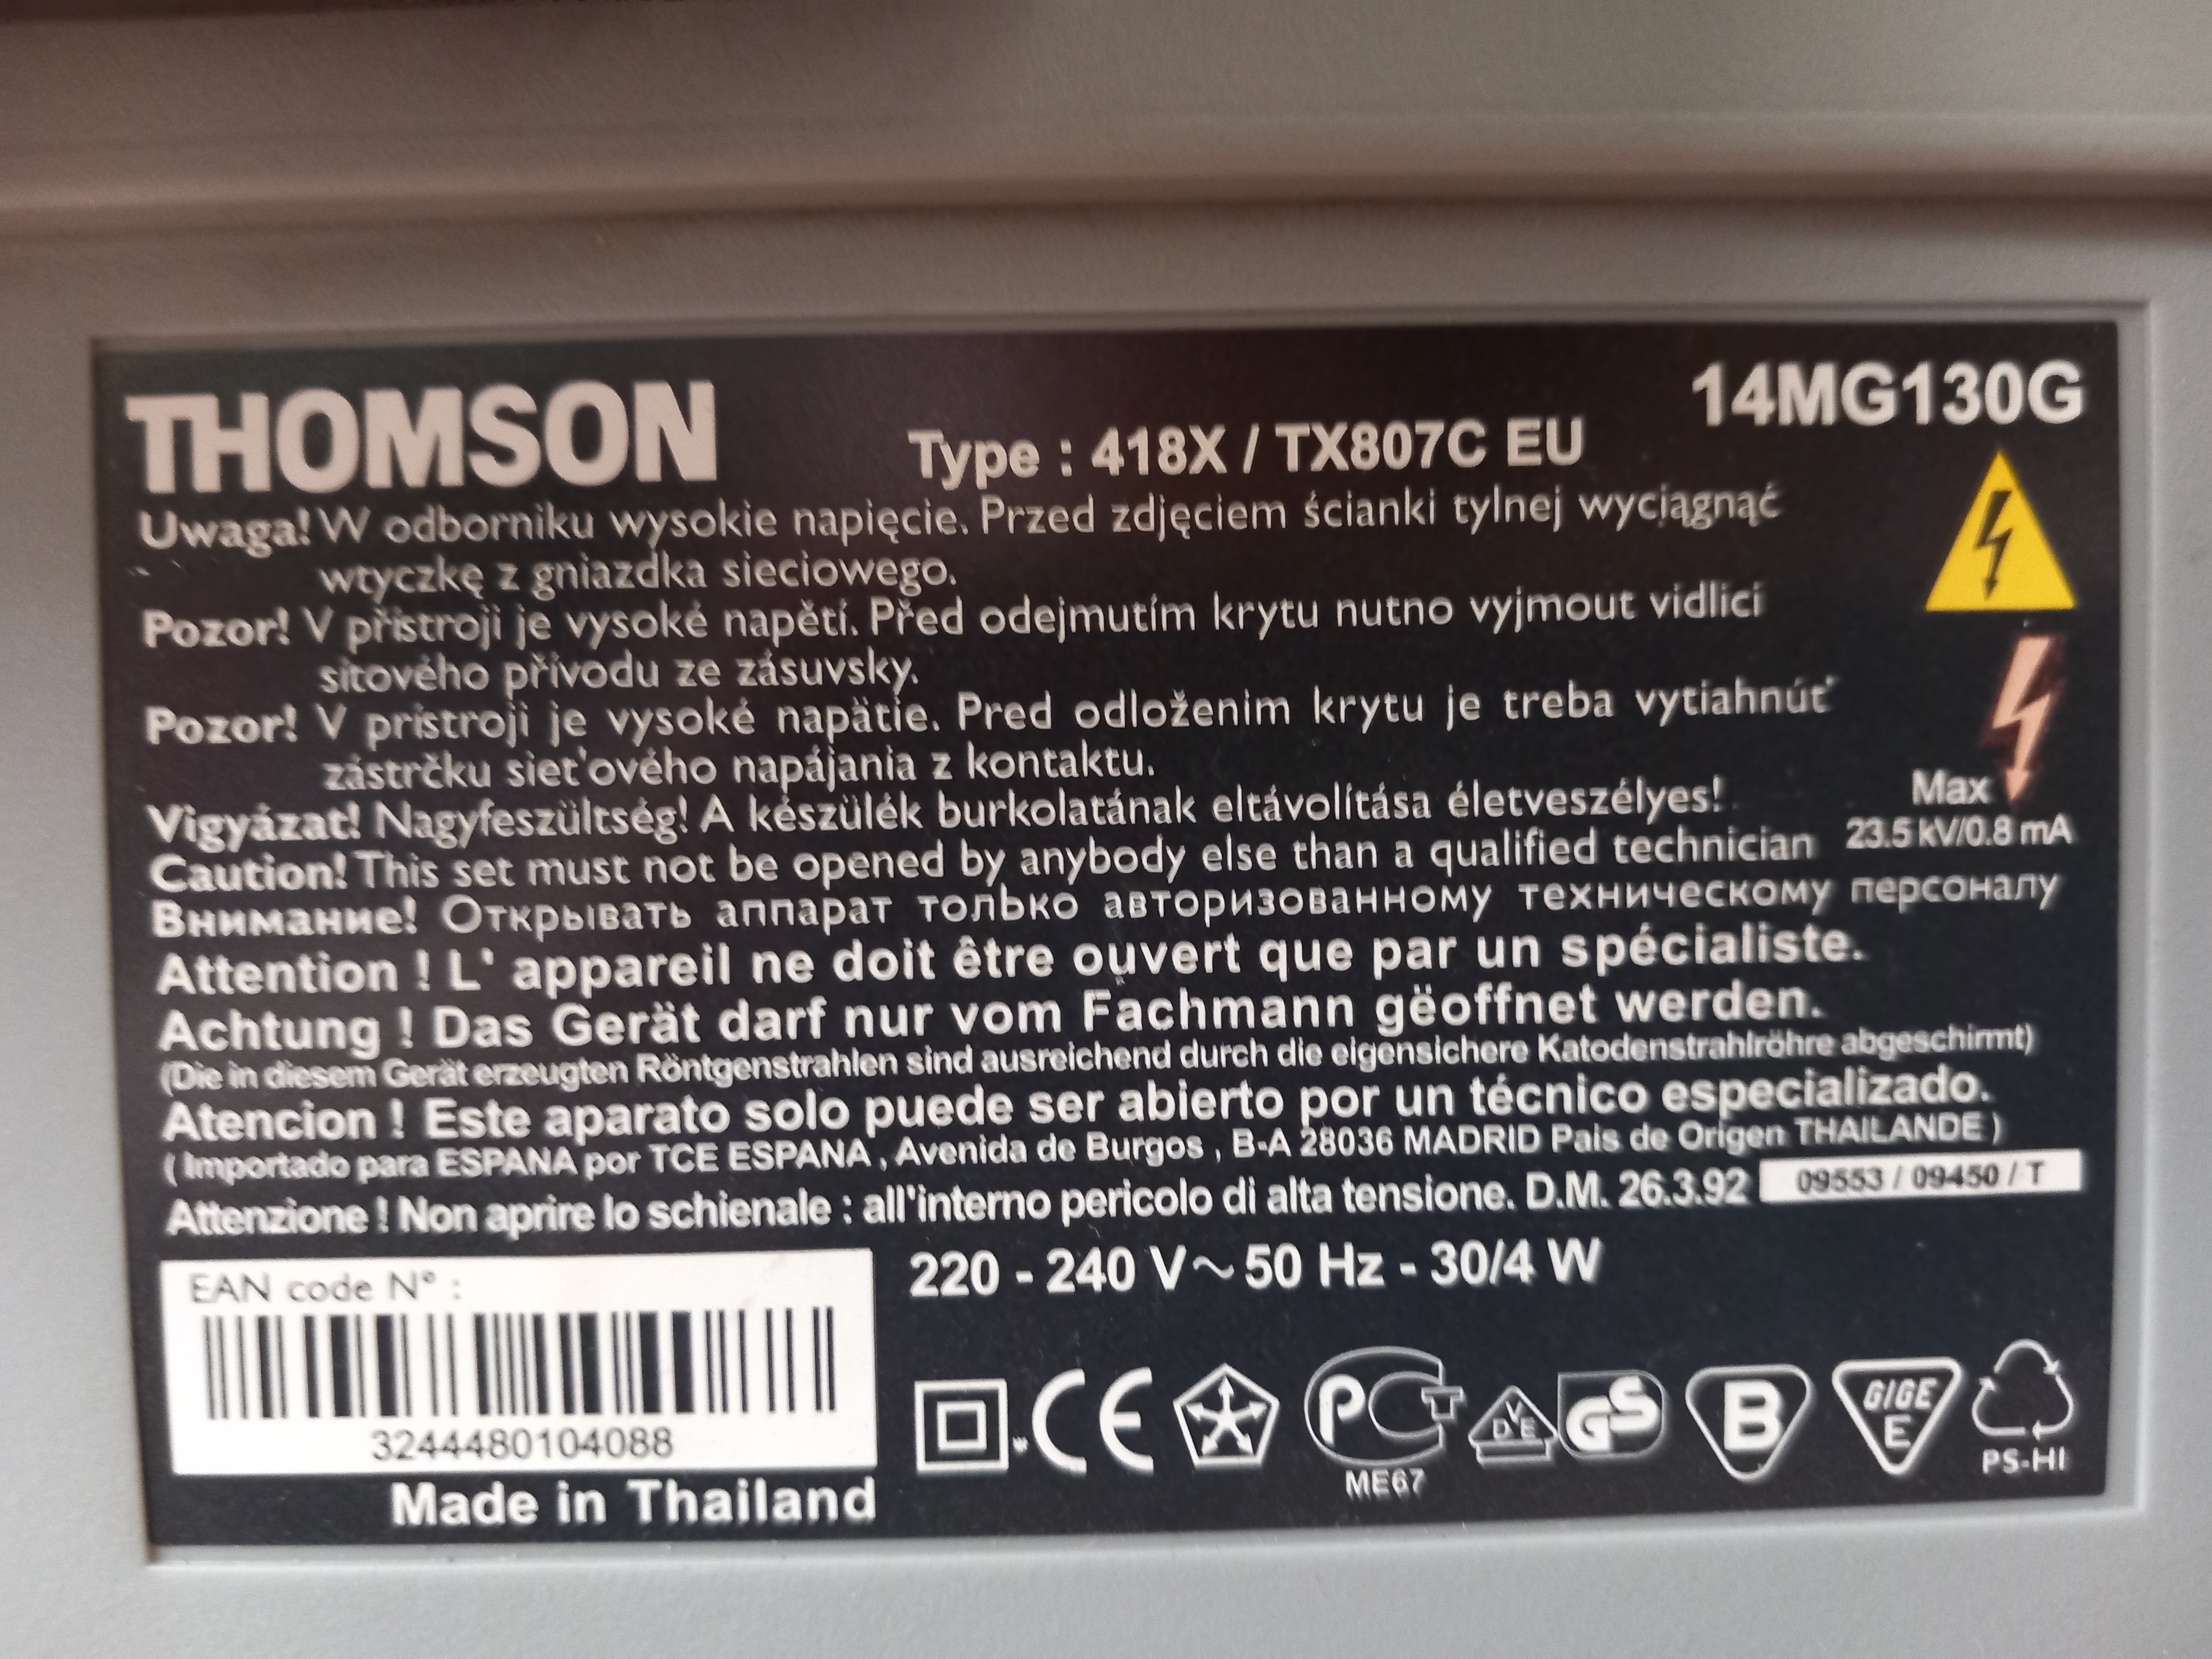 THOMSON
Type : 418X / TX807C EU
14MG130G
Uwaga! W odborniku wysokie napięcie. Przed zdjęciem ścianki tylnej wyciągnąć
wtyczkę z gniazdka sieciowego.
Pozor! V přistroji je vysoké napětí. Před odejmutím krytu nutno vyjmout vidlici
sítového přívodu ze zásuvsky.
Pozor! V prístroji je vysoké napätie. Pred odloženim krytu je treba vytiahnúť
zástrčku sieťového napájania z kontaktu.
Vigyázat! Nagyfeszültség! A készülék burkolatának eltávolítása életveszélyes!
Max
23.5 kV/0.8 mA
Caution! This set must not be opened by anybody else than a qualified technician
Внимание! Открывать аппарат только авторизованному техническому персоналу
Attention ! L' appareil ne doit être ouvert que par un spécialiste.
Achtung ! Das Gerät darf nur vom Fachmann gëoffnet werden.
(Die in diesem Gerät erzeugten Röntgenstrahlen sind ausreichend durch die eigensichere Katodenstrahlröhre abgeschirmt)
Atencion ! Este aparato solo puede ser abierto por un técnico especializado.
( Importado para ESPANA por TCE ESPANA , Avenida de Burgos , B-A 28036 MADRID Pais de Origen THAILANDE )
Attenzione ! Non aprire lo schienale : all'interno pericolo di alta tensione. D.M. 26.3.92
09553 / 09450 / T
EAN code N° :
3244480104088
Made in Thailand
220 - 240 V~50 Hz - 30/4 W
CE
PCT
ME67
VDE
GS
B
GIGE
E
PS-HI